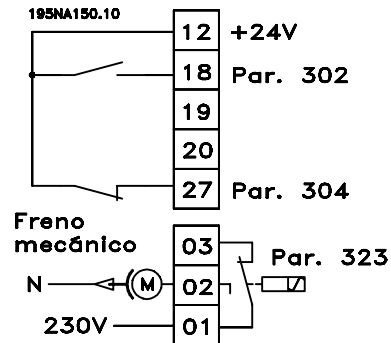 195NA150.10
12 +24V
18 Par. 302
19
20
27 Par. 304
Freno
mecánico
03
Par. 323
N M 02
230V 01